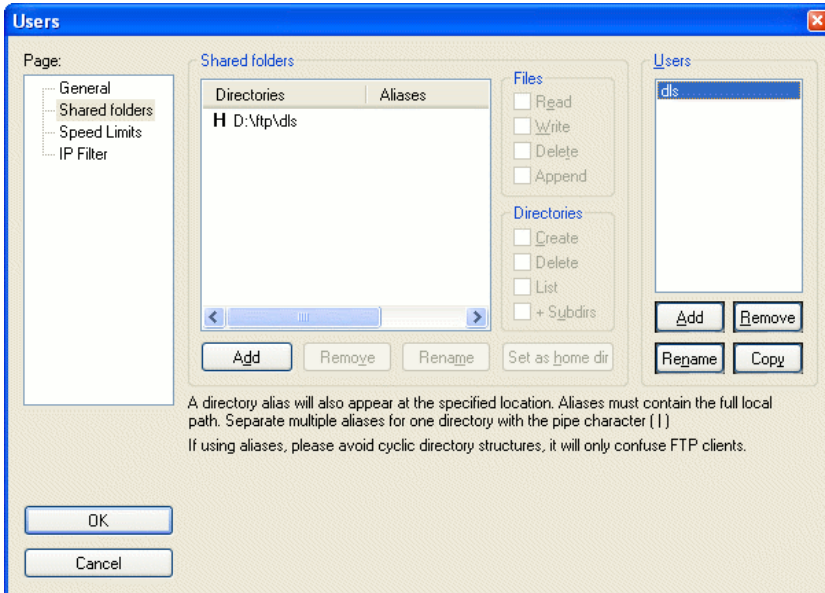 Users
Page:
General
Shared folders
Speed Limits
IP Filter
Shared folders
Directories Aliases
H D:\ftp\dls
Files
Read
Write
Delete
Append
Directories
Create
Delete
List
+ Subdirs
Add Remove Rename Set as home dir
Users
dls
Add Remove
Rename Copy
A directory alias will also appear at the specified location. Aliases must contain the full local
path. Separate multiple aliases for one directory with the pipe character ( | )
If using aliases, please avoid cyclic directory structures, it will only confuse FTP clients.
OK
Cancel